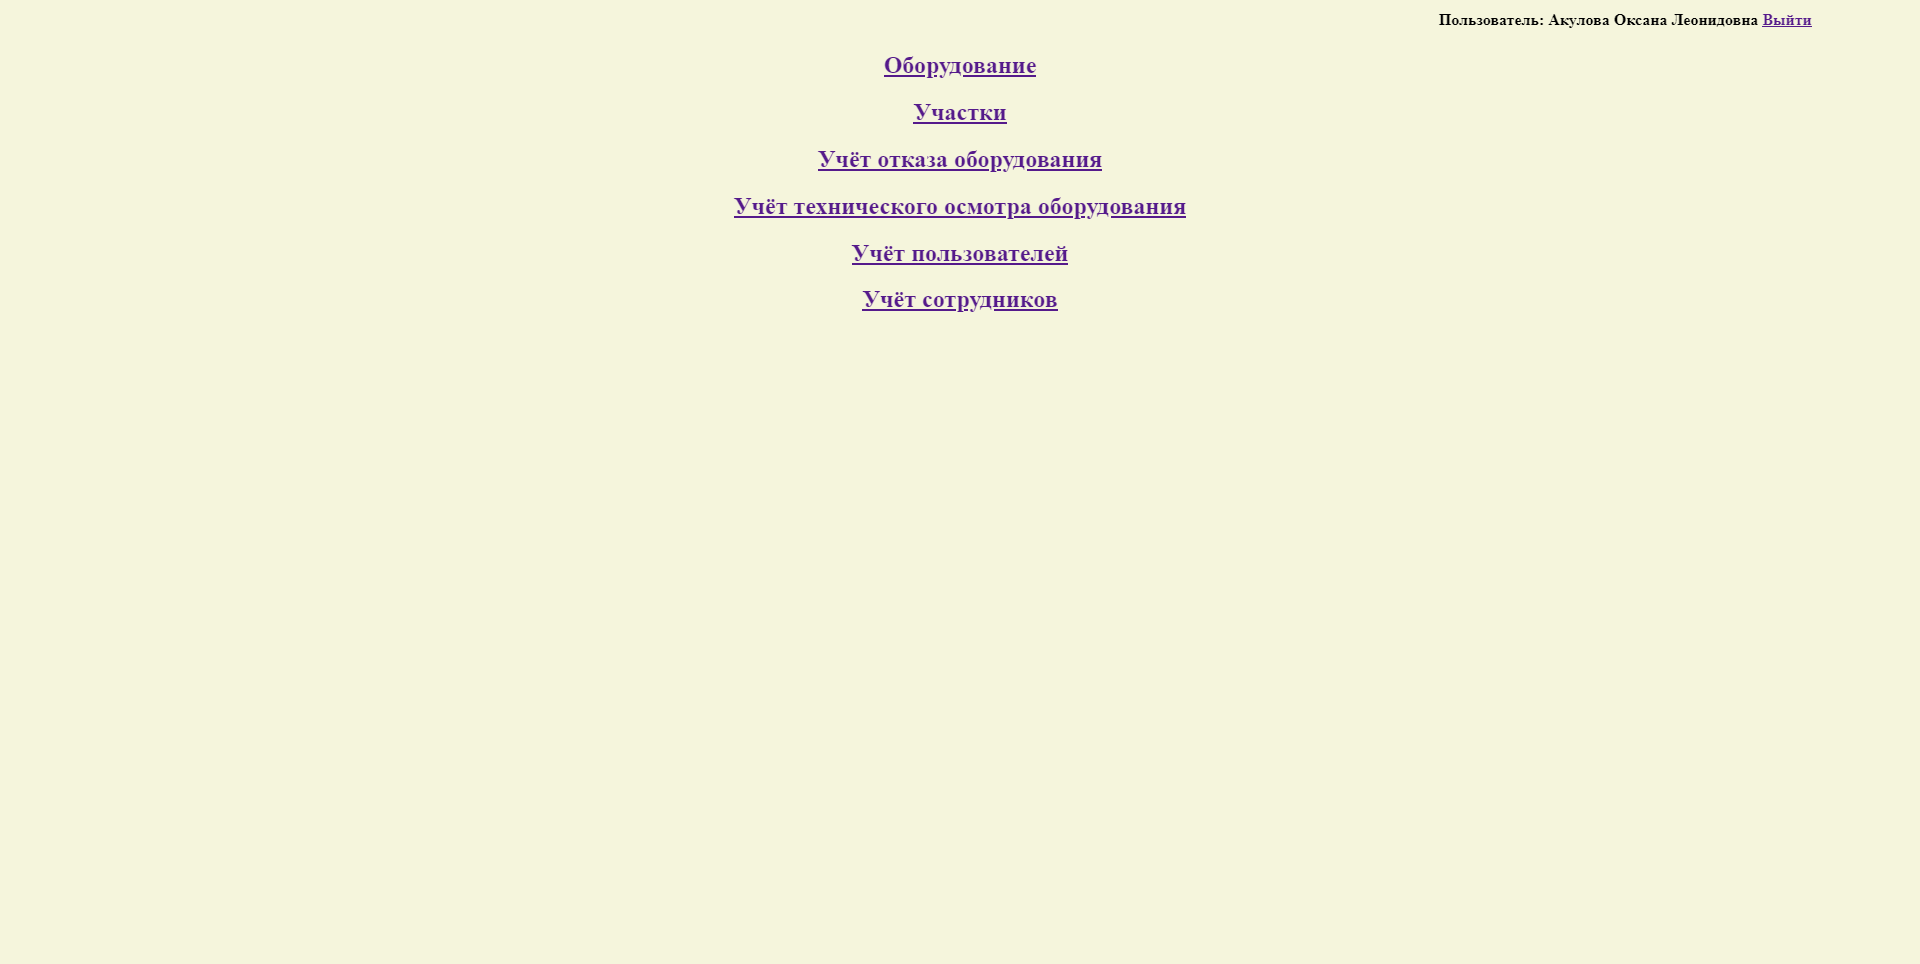 Пользователь: Акулова Оксана Леонидовна Выйти
Оборудование
Участки
Учёт отказа оборудования
Учёт технического осмотра оборудования
Учёт пользователей
Учёт сотрудников